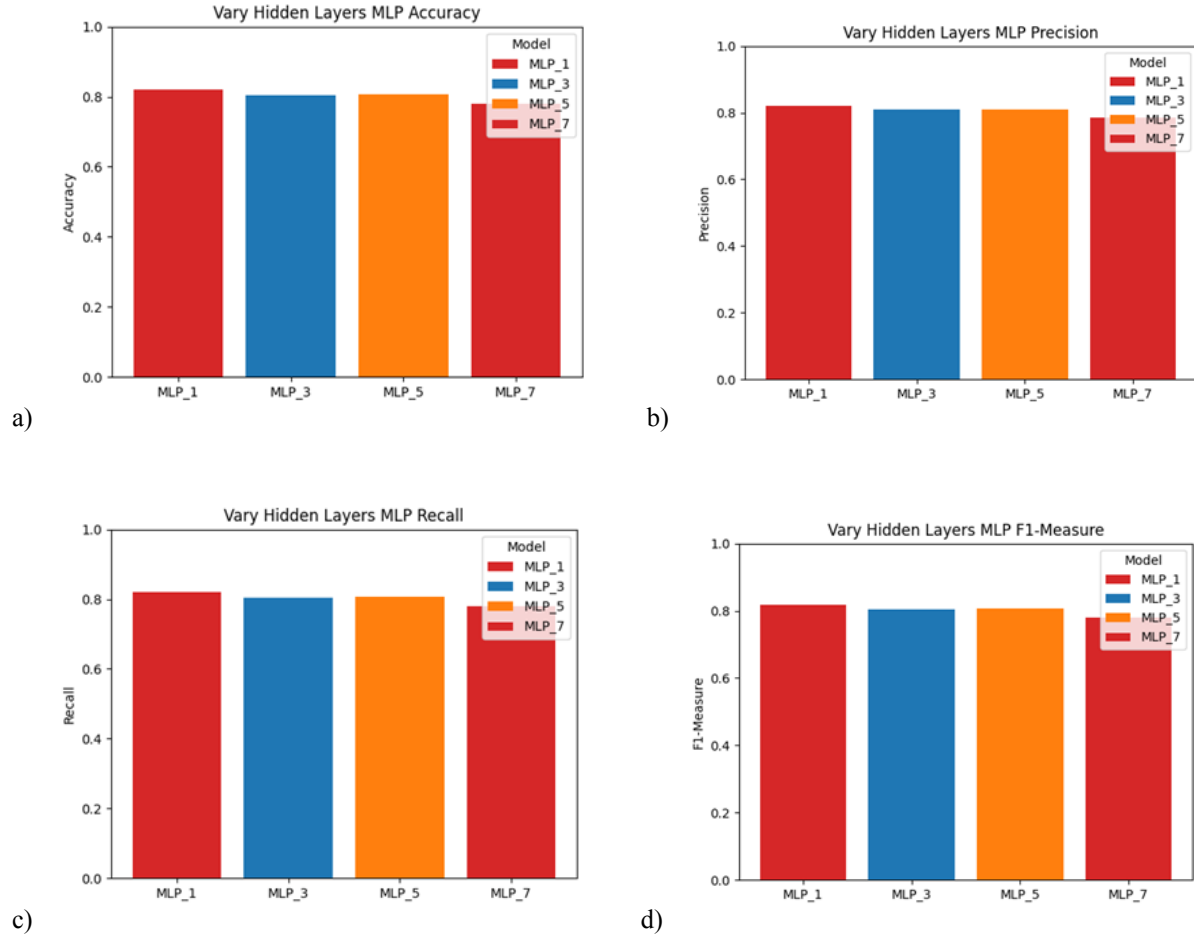 Vary Hidden Layers MLP Accuracy
1.0
0.8
0.6
0.4
0.2
0.0
Accuracy
Model
MLP_1
MLP_3
MLP_5
MLP_7
MLP_1 MLP_3 MLP_5 MLP_7
a)
Vary Hidden Layers MLP Precision
1.0
0.8
0.6
0.4
0.2
0.0
Precision
Model
MLP_1
MLP_3
MLP_5
MLP_7
MLP_1 MLP_3 MLP_5 MLP_7
b)
Vary Hidden Layers MLP Recall
1.0
0.8
0.6
0.4
0.2
0.0
Recall
Model
MLP_1
MLP_3
MLP_5
MLP_7
MLP_1 MLP_3 MLP_5 MLP_7
c)
Vary Hidden Layers MLP F1-Measure
1.0
0.8
0.6
0.4
0.2
0.0
F1-Measure
Model
MLP_1
MLP_3
MLP_5
MLP_7
MLP_1 MLP_3 MLP_5 MLP_7
d)